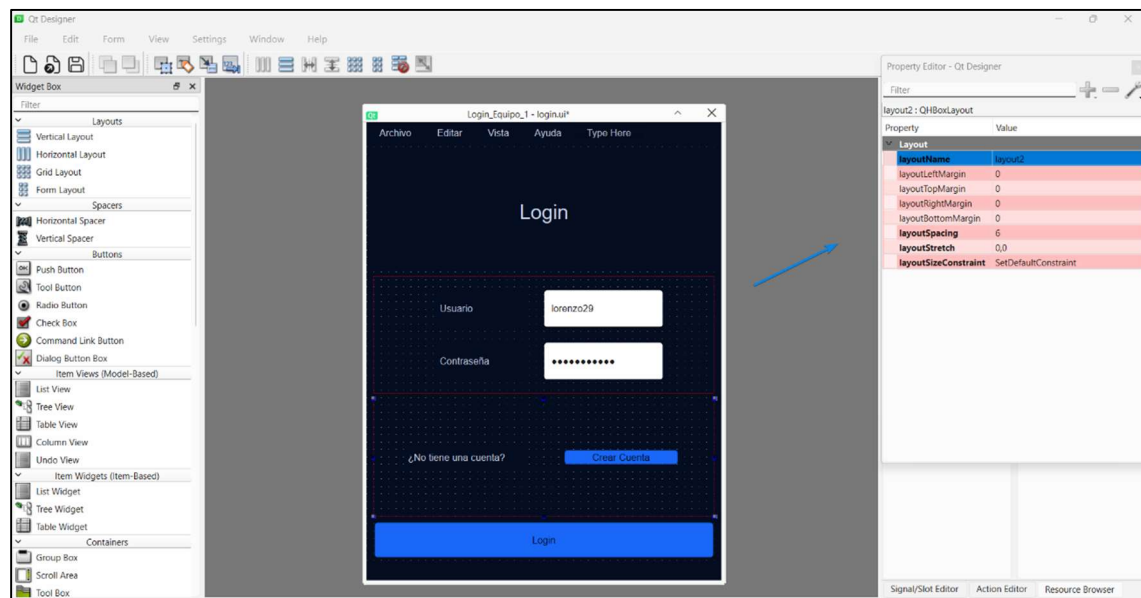 Qt Designer
File Edit Form View Settings Window Help
Widget Box
Filter
Layouts
Vertical Layout
Horizontal Layout
Grid Layout
Form Layout
Spacers
Horizontal Spacer
Vertical Spacer
Buttons
OK Push Button
Tool Button
Radio Button
Check Box
Command Link Button
Dialog Button Box
Item Views (Model-Based)
List View
Tree View
Table View
Column View
Undo View
Item Widgets (Item-Based)
List Widget
Tree Widget
Table Widget
Containers
Group Box
Scroll Area
Tool Box
Login_Equipo_1 - login.ui*
Archivo Editar Vista Ayuda Type Here
Login
Usuario lorenzo29
Contraseña ●●●●●●●●●●●
¿No tiene una cuenta? Crear Cuenta
Login
Property Editor - Qt Designer
Filter
layout2 : QHBoxLayout
Property Value
Layout
layoutName layout2
layoutLeftMargin 0
layoutTopMargin 0
layoutRightMargin 0
layoutBottomMargin 0
layoutSpacing 6
layoutStretch 0,0
layoutSizeConstraint SetDefaultConstraint
Signal/Slot Editor Action Editor Resource Browser